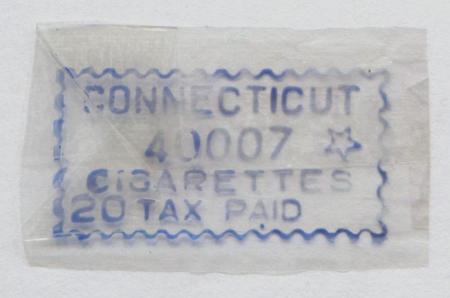 CONNECTICUT
40007 ☆
CiGARETTES
20 TAX PAID